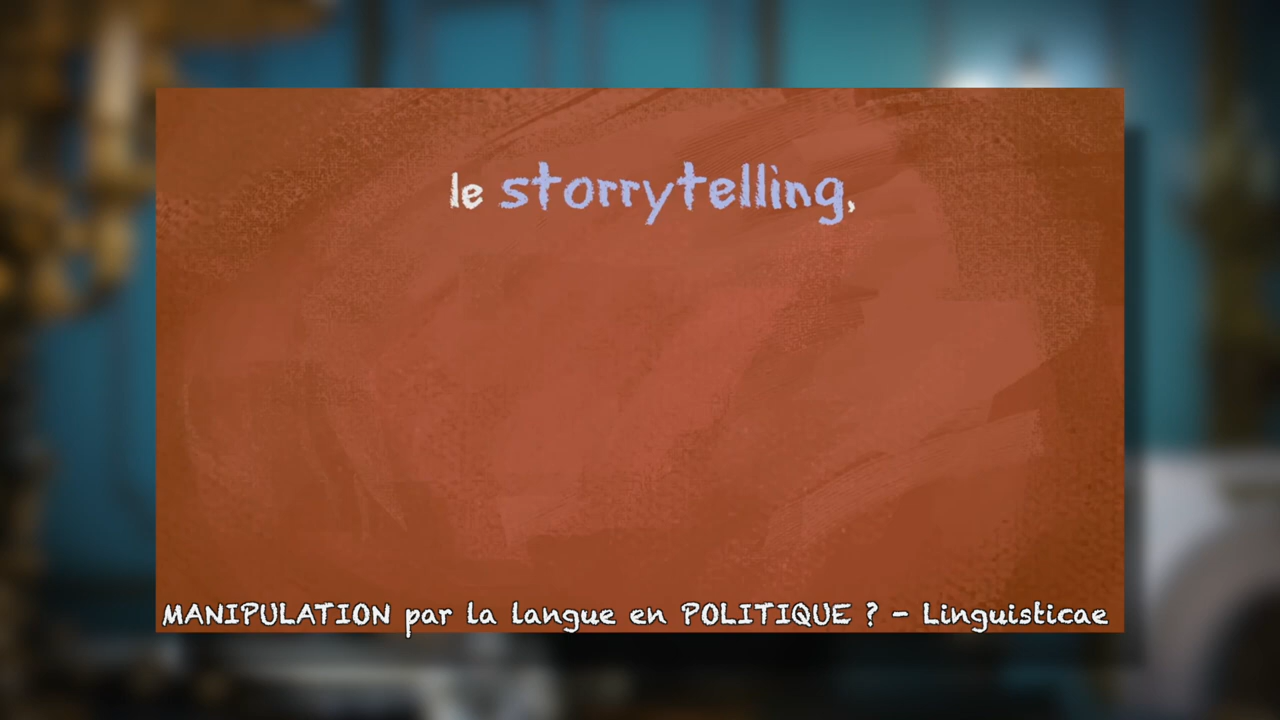 le storrytelling,
MANIPULATION par la langue en POLITIQUE ? - Linguisticae